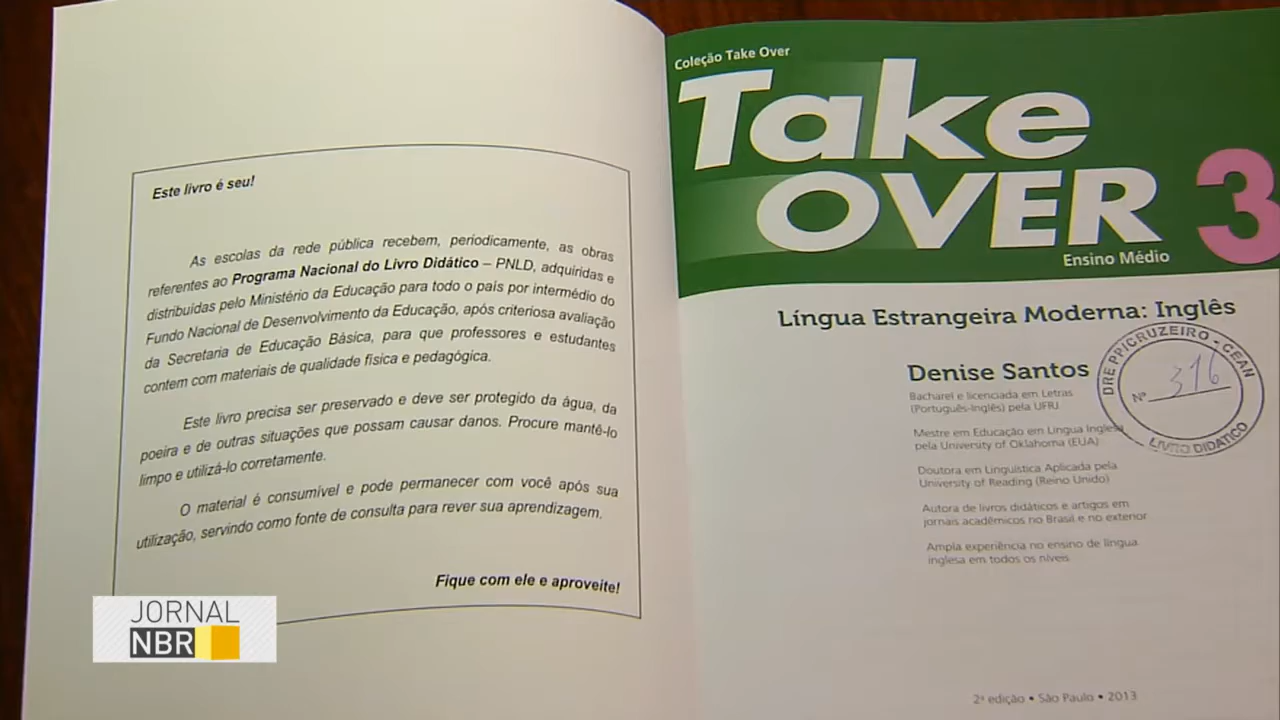 Este livro é seu!
As escolas da rede pública recebem, periodicamente, as obras
referentes ao Programa Nacional do Livro Didático – PNLD, adquiridas e
distribuídas pelo Ministério da Educação para todo o país por intermédio do
Fundo Nacional de Desenvolvimento da Educação, após criteriosa avaliação
da Secretaria de Educação Básica, para que professores e estudantes
contem com materiais de qualidade física e pedagógica.
Este livro precisa ser preservado e deve ser protegido da água, da
poeira e de outras situações que possam causar danos. Procure mantê-lo
limpo e utilizá-lo corretamente.
O material é consumível e pode permanecer com você após sua
utilização, servindo como fonte de consulta para rever sua aprendizagem.
Fique com ele e aproveite!
JORNAL
NBR
Coleção Take Over
Take
OVER 3
Ensino Médio
Língua Estrangeira Moderna: Inglês
Denise Santos
Bacharel e licenciada em Letras
(Português-Inglês) pela UFRJ
Mestre em Educação em Língua Inglesa
pela University of Oklahoma (EUA)
Doutora em Linguística Aplicada pela
University of Reading (Reino Unido)
Autora de livros didáticos e artigos em
jornais acadêmicos no Brasil e no exterior
Ampla experiência no ensino de língua
inglesa em todos os níveis
DRE PP/CRUZEIRO - CEAN
Nº 316
LIVRO DIDÁTICO
2ª edição • São Paulo • 2013